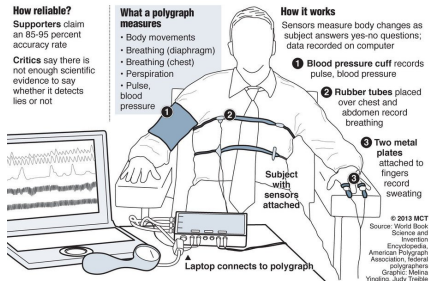 How reliable?
Supporters claim
an 85-95 percent
accuracy rate
Critics say there is
not enough scientific
evidence to say
whether it detects
lies or not
What a polygraph
measures
• Body movements
• Breathing (diaphragm)
• Breathing (chest)
• Perspiration
• Pulse,
blood
pressure
How it works
Sensors measure body changes as
subject answers yes-no questions;
data recorded on computer
1 Blood pressure cuff records
pulse, blood pressure
2 Rubber tubes placed
over chest and
abdomen record
breathing
3 Two metal
plates
attached to
fingers
record
sweating
1
2
3
Subject
with
sensors
attached
Laptop connects to polygraph
© 2013 MCT
Source: World Book
Science and
Invention
Encyclopedia,
American Polygraph
Association, federal
polygraphers
Graphic: Melina
Yingling, Judy Treible